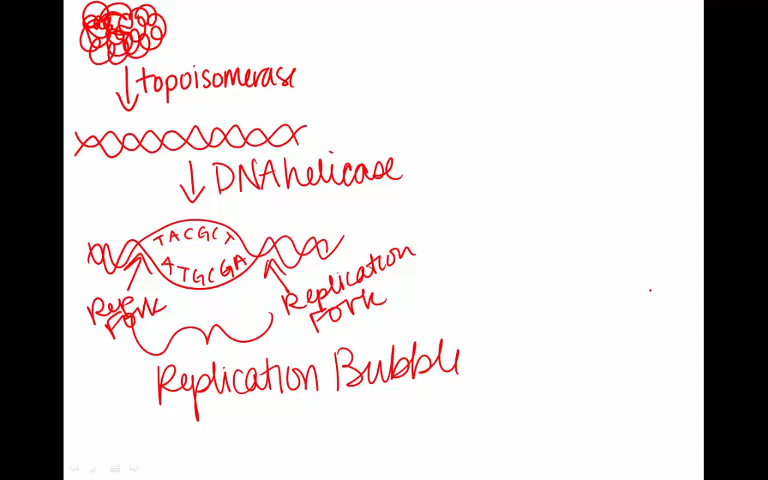 topoisomerase
DNA helicase
TACGCT
ATGCGA
Rep Fork
Replication Fork
Replication Bubble